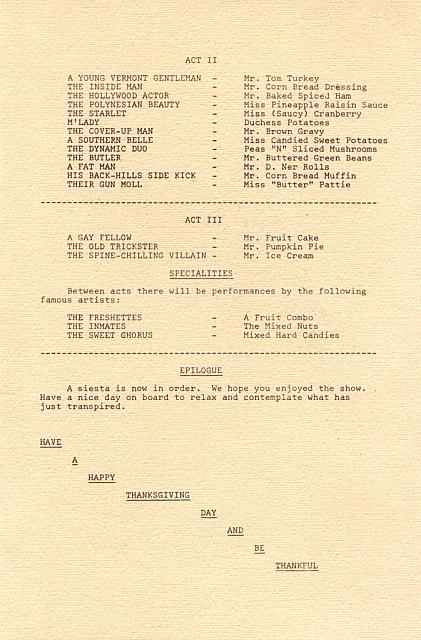 ACT II
A YOUNG VERMONT GENTLEMAN - Mr. Tom Turkey
THE INSIDE MAN - Mr. Corn Bread Dressing
THE HOLLYWOOD ACTOR - Mr. Baked Spiced Ham
THE POLYNESIAN BEAUTY - Miss Pineapple Raisin Sauce
THE STARLET - Miss (Saucy) Cranberry
M'LADY - Duchess Potatoes
THE COVER-UP MAN - Mr. Brown Gravy
A SOUTHERN BELLE - Miss Candied Sweet Potatoes
THE DYNAMIC DUO - Peas "N" Sliced Mushrooms
THE BUTLER - Mr. Buttered Green Beans
A FAT MAN - Mr. D. Ner Rolls
HIS BACK-HILLS SIDE KICK - Mr. Corn Bread Muffin
THEIR GUN MOLL - Miss "Butter" Pattie
ACT III
A GAY FELLOW - Mr. Fruit Cake
THE OLD TRICKSTER - Mr. Pumpkin Pie
THE SPINE-CHILLING VILLAIN - Mr. Ice Cream
SPECIALITIES
Between acts there will be performances by the following
famous artists:
THE FRESHETTES - A Fruit Combo
THE INMATES - The Mixed Nuts
THE SWEET CHORUS - Mixed Hard Candies
EPILOGUE
A siesta is now in order. We hope you enjoyed the show.
Have a nice day on board to relax and contemplate what has
just transpired.
HAVE
A
HAPPY
THANKSGIVING
DAY
AND
BE
THANKFUL